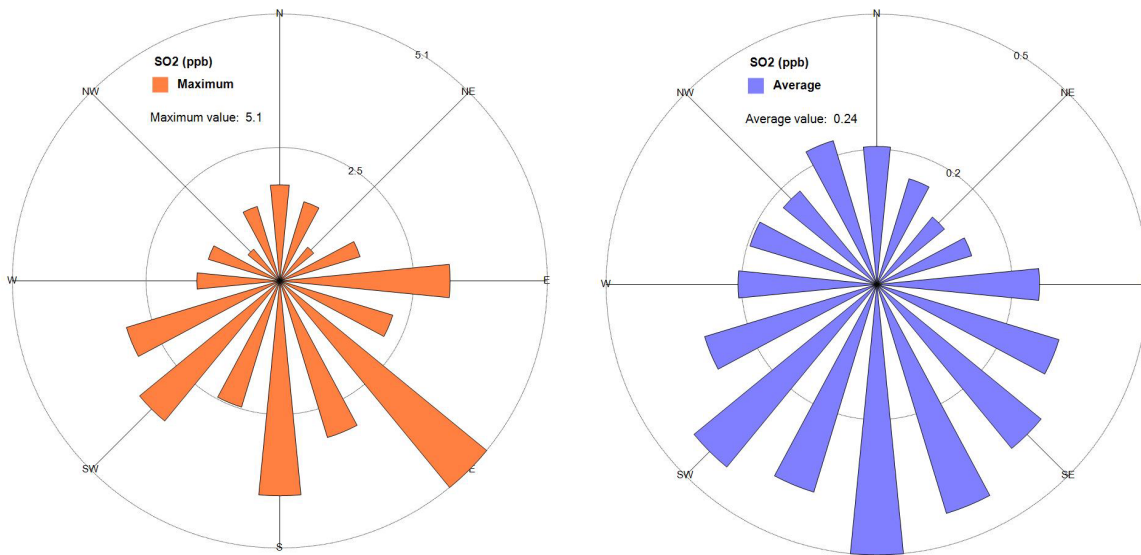 N
5.1
SO2 (ppb)
Maximum
NW
NE
Maximum value: 5.1
2.5
W
E
SW
E
S
N
0.5
SO2 (ppb)
Average
NW
NE
Average value: 0.24
0.2
W
SW
SE